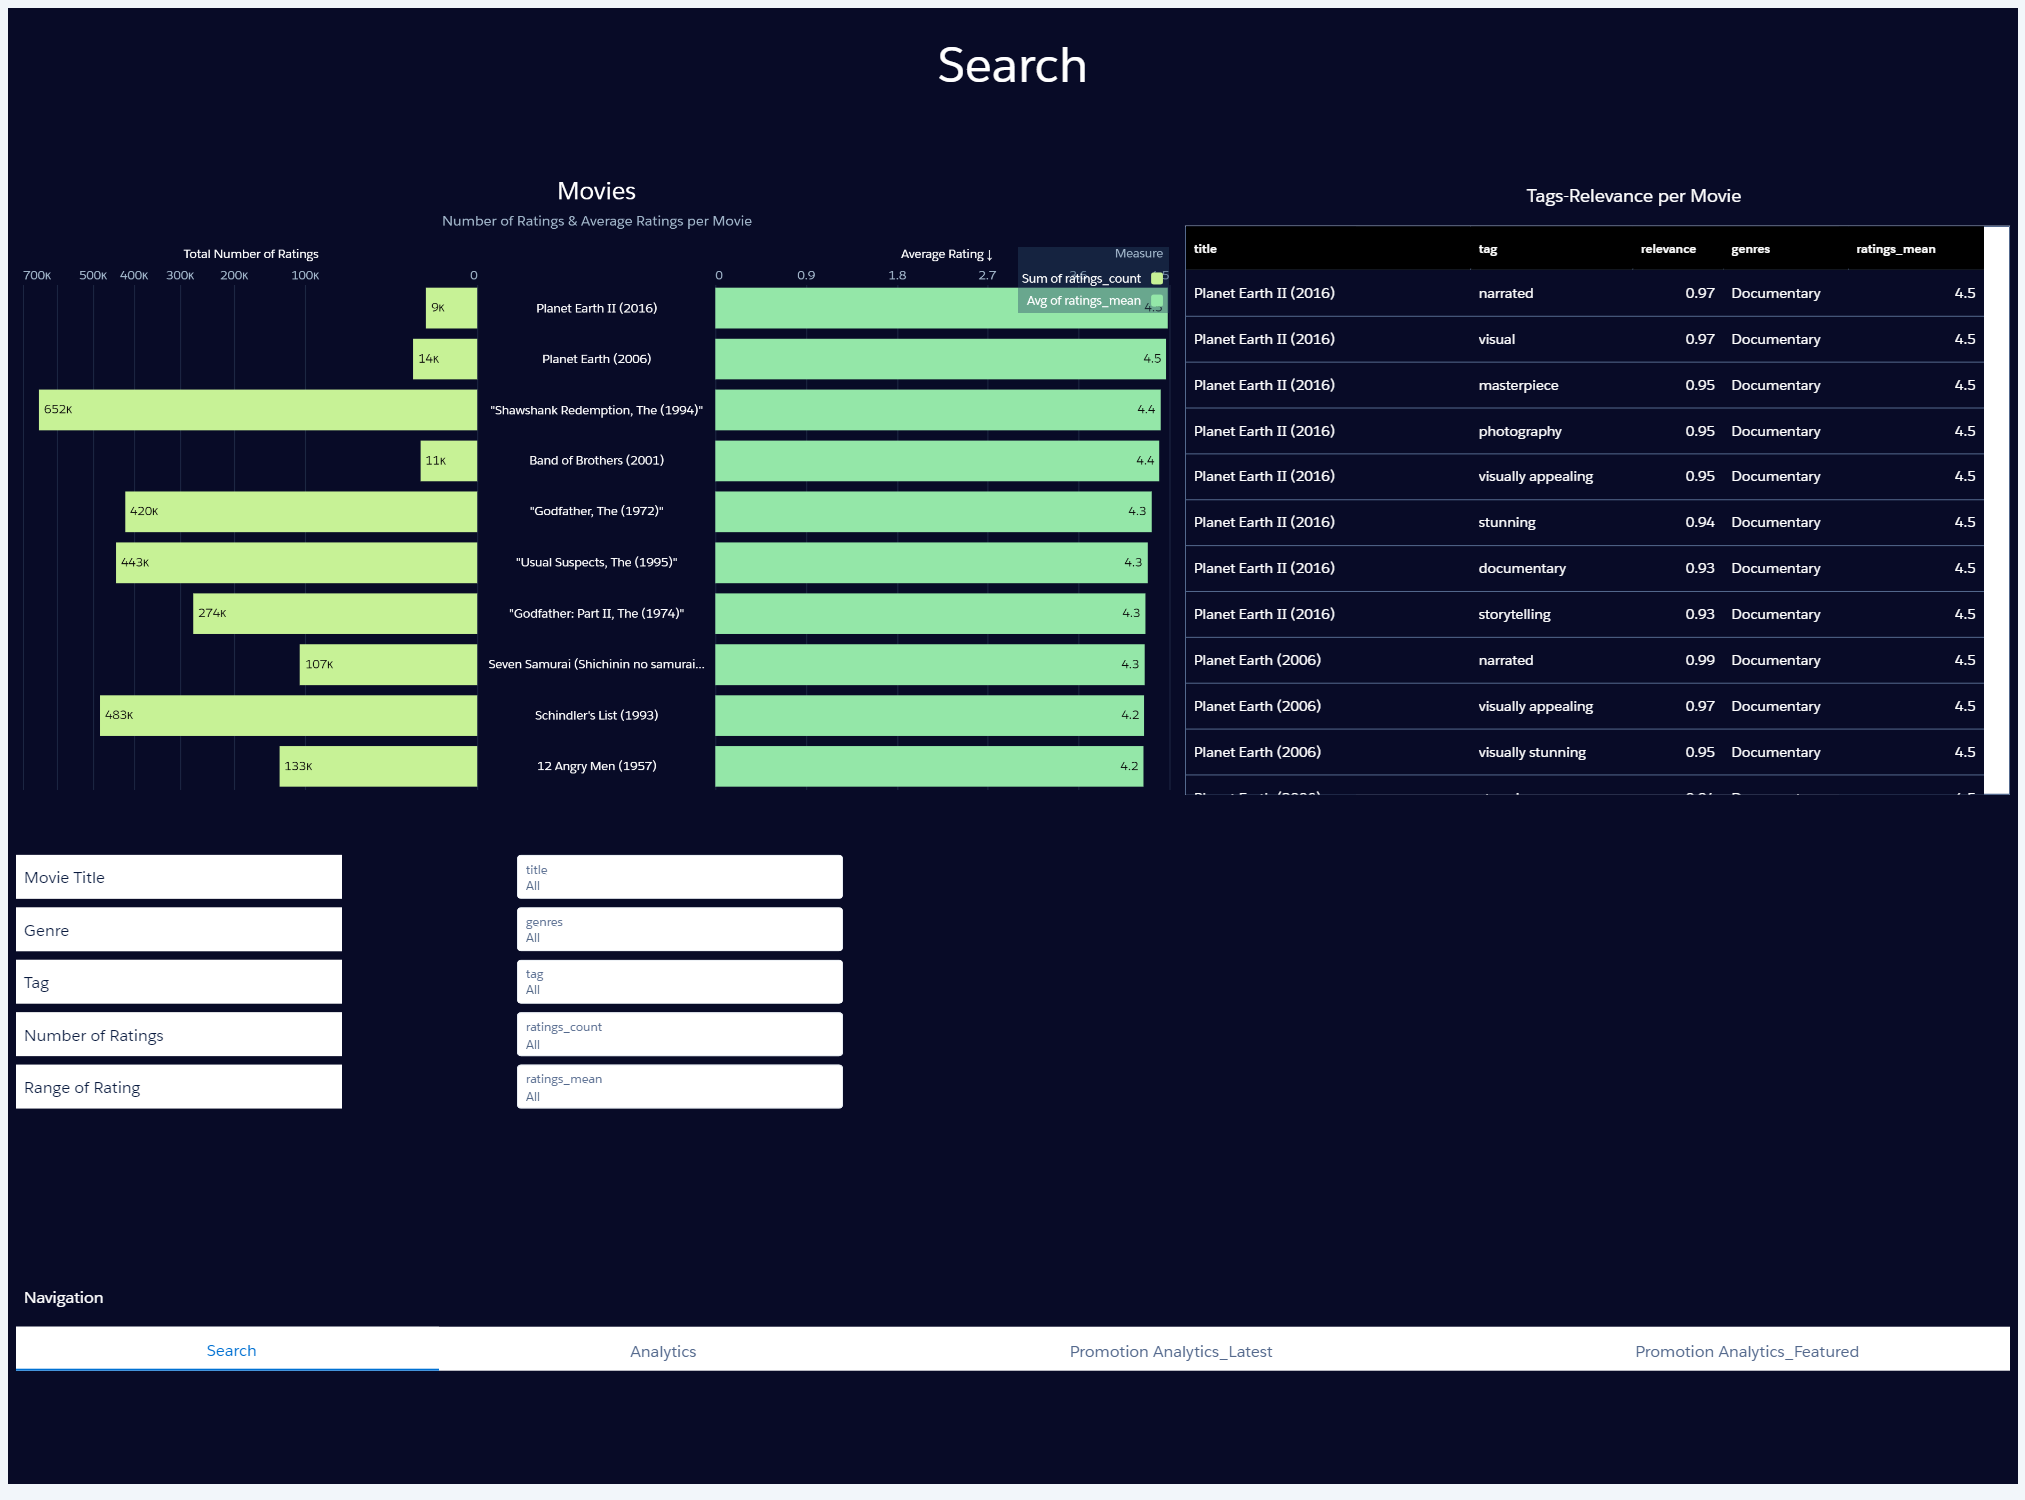 Search
Movies
Number of Ratings & Average Ratings per Movie
Total Number of Ratings
700K 500K 400K 300K 200K 100K 0
Average Rating ↓
0 0.9 1.8 2.7
Measure
Sum of ratings_count
Avg of ratings_mean
9K Planet Earth II (2016) 4.5
14K Planet Earth (2006) 4.5
652K "Shawshank Redemption, The (1994)" 4.4
11K Band of Brothers (2001) 4.4
420K "Godfather, The (1972)" 4.3
443K "Usual Suspects, The (1995)" 4.3
274K "Godfather: Part II, The (1974)" 4.3
107K Seven Samurai (Shichinin no samurai... 4.3
483K Schindler's List (1993) 4.2
133K 12 Angry Men (1957) 4.2
Tags-Relevance per Movie
title tag relevance genres ratings_mean
Planet Earth II (2016) narrated 0.97 Documentary 4.5
Planet Earth II (2016) visual 0.97 Documentary 4.5
Planet Earth II (2016) masterpiece 0.95 Documentary 4.5
Planet Earth II (2016) photography 0.95 Documentary 4.5
Planet Earth II (2016) visually appealing 0.95 Documentary 4.5
Planet Earth II (2016) stunning 0.94 Documentary 4.5
Planet Earth II (2016) documentary 0.93 Documentary 4.5
Planet Earth II (2016) storytelling 0.93 Documentary 4.5
Planet Earth (2006) narrated 0.99 Documentary 4.5
Planet Earth (2006) visually appealing 0.97 Documentary 4.5
Planet Earth (2006) visually stunning 0.95 Documentary 4.5
Movie Title
title
All
Genre
genres
All
Tag
tag
All
Number of Ratings
ratings_count
All
Range of Rating
ratings_mean
All
Navigation
Search Analytics Promotion Analytics_Latest Promotion Analytics_Featured